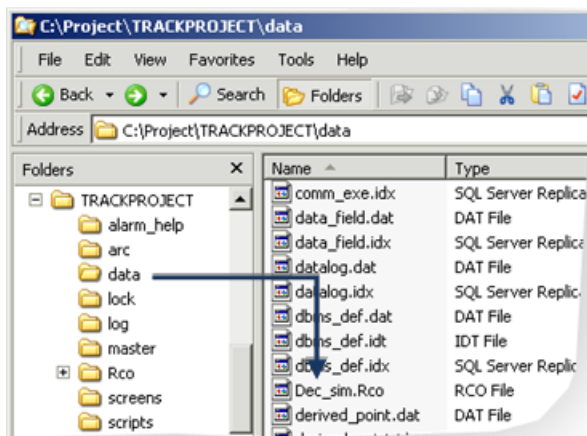 C:\Project\TRACKPROJECT\data
File Edit View Favorites Tools Help
Back Search Folders
Address C:\Project\TRACKPROJECT\data
Folders X
TRACKPROJECT
alarm_help
arc
data
lock
log
master
Rco
screens
scripts
Name Type
comm_exe.idx SQL Server Replica
data_field.dat DAT File
data_field.idx SQL Server Replica
datalog.dat DAT File
datalog.idx SQL Server Replic
dbms_def.dat DAT File
dbms_def.idt IDT File
dbms_def.idx SQL Server Replic
Dec_sim.Rco RCO File
derived_point.dat DAT File